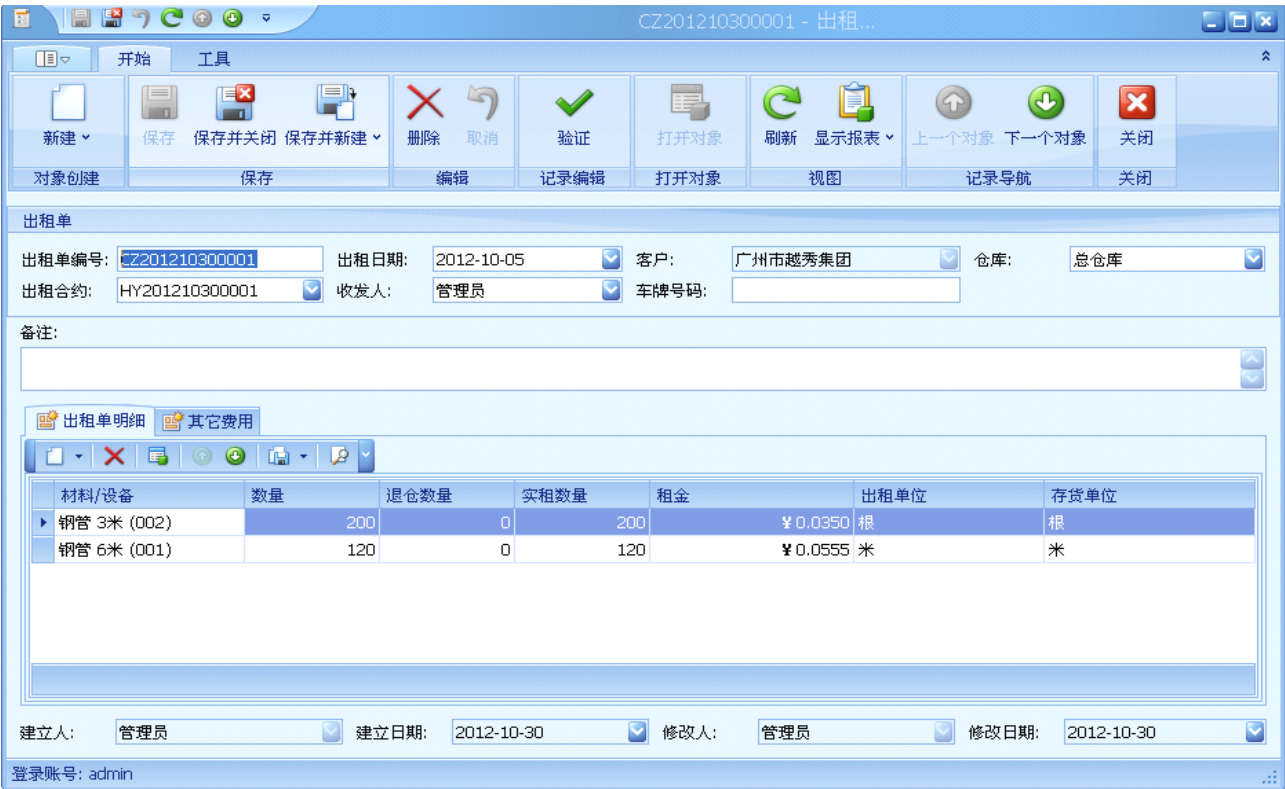 CZ201210300001 - 出租...
开始 工具
新建 保存 保存并关闭 保存并新建 删除 取消 验证 打开对象 刷新 显示报表 上一个对象 下一个对象 关闭
对象创建 保存 编辑 记录编辑 打开对象 视图 记录导航 关闭
出租单
出租单编号: CZ201210300001 出租日期: 2012-10-05 客户: 广州市越秀集团 仓库: 总仓库
出租合约: HY201210300001 收发人: 管理员 车牌号码:
备注:
出租单明细 其它费用
材料/设备 数量 退仓数量 实租数量 租金 出租单位 存货单位
钢管 3米 (002) 200 0 200 ¥0.0350 根 根
钢管 6米 (001) 120 0 120 ¥0.0555 米 米
建立人: 管理员 建立日期: 2012-10-30 修改人: 管理员 修改日期: 2012-10-30
登录账号: admin